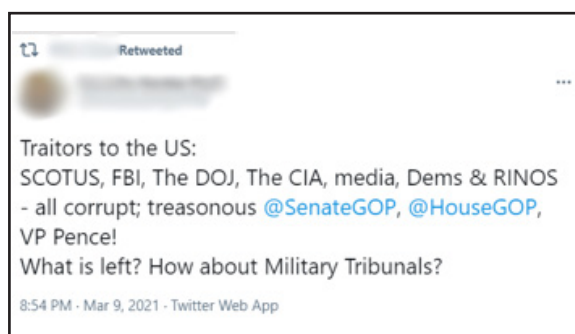 Retweeted
Traitors to the US:
SCOTUS, FBI, The DOJ, The CIA, media, Dems & RINOS
- all corrupt; treasonous @SenateGOP, @HouseGOP,
VP Pence!
What is left? How about Military Tribunals?
8:54 PM · Mar 9, 2021 · Twitter Web App